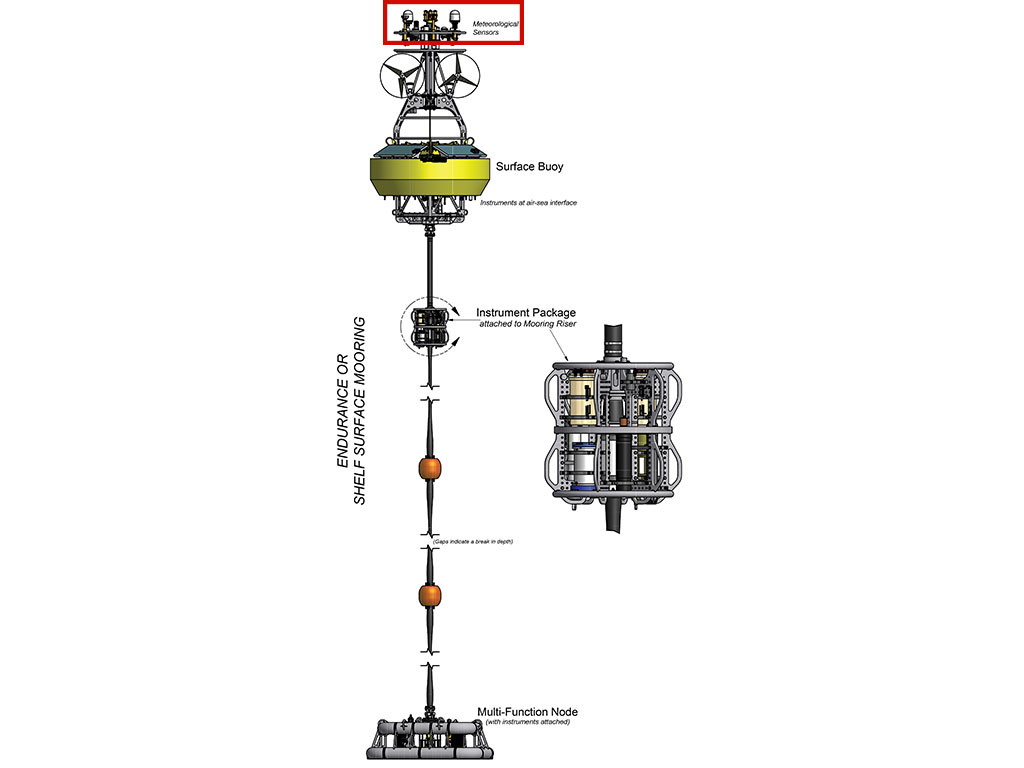 Meteorological
Sensors
Surface Buoy
Instruments at air-sea interface
Instrument Package
attached to Mooring Riser
ENDURANCE OR
SHELF SURFACE MOORING
(Gaps indicate a break in depth)
Multi-Function Node
(with instruments attached)